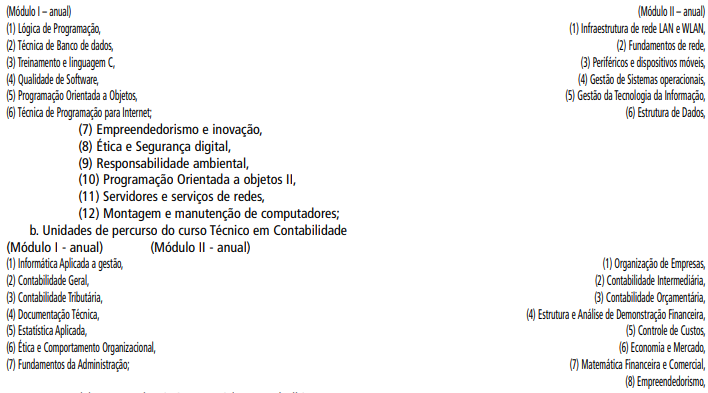 (Módulo I – anual) (Módulo II – anual)
(1) Lógica de Programação, (1) Infraestrutura de rede LAN e WLAN,
(2) Técnica de Banco de dados, (2) Fundamentos de rede,
(3) Treinamento e linguagem C, (3) Periféricos e dispositivos móveis,
(4) Qualidade de Software, (4) Gestão de Sistemas operacionais,
(5) Programação Orientada a Objetos, (5) Gestão da Tecnologia da Informação,
(6) Técnica de Programação para Internet; (6) Estrutura de Dados,
(7) Empreendedorismo e inovação,
(8) Ética e Segurança digital,
(9) Responsabilidade ambiental,
(10) Programação Orientada a objetos II,
(11) Servidores e serviços de redes,
(12) Montagem e manutenção de computadores;
b. Unidades de percurso do curso Técnico em Contabilidade
(Módulo I - anual) (Módulo II - anual)
(1) Informática Aplicada a gestão, (1) Organização de Empresas,
(2) Contabilidade Geral, (2) Contabilidade Intermediária,
(3) Contabilidade Tributária, (3) Contabilidade Orçamentária,
(4) Documentação Técnica, (4) Estrutura e Análise de Demonstração Financeira,
(5) Estatística Aplicada, (5) Controle de Custos,
(6) Ética e Comportamento Organizacional, (6) Economia e Mercado,
(7) Fundamentos da Administração; (7) Matemática Financeira e Comercial,
(8) Empreendedorismo,